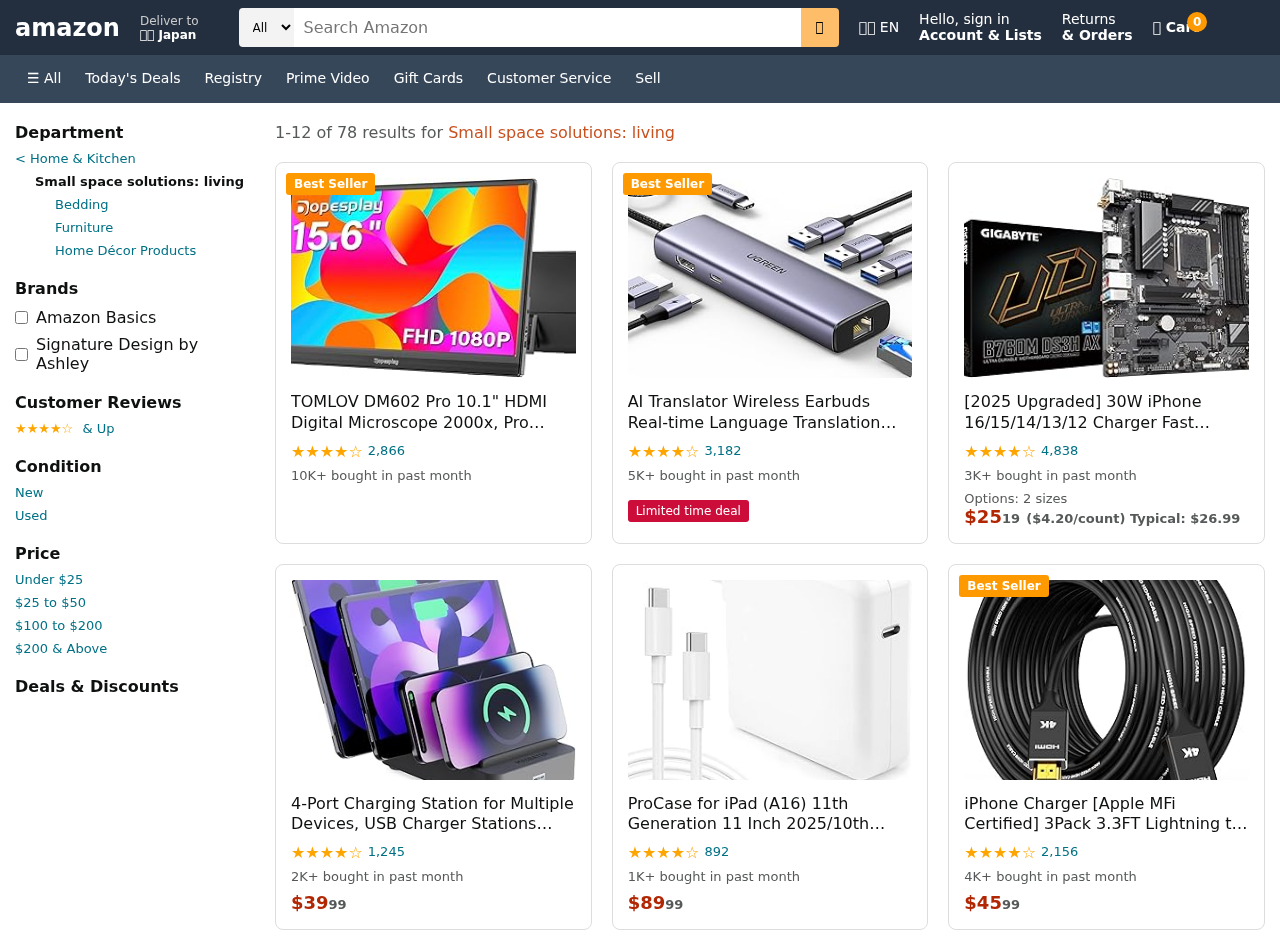 amazon
Deliver to
Japan
All
Search Amazon
EN
Hello, sign in
Account & Lists
Returns
& Orders
0
☰ All
Today's Deals
Registry
Prime Video
Gift Cards
Customer Service
Sell
Department
< Home & Kitchen
Small space solutions: living
Bedding
Furniture
Home Décor Products
Brands
Amazon Basics
Signature Design by
Ashley
Customer Reviews
★★★★☆ & Up
Condition
New
Used
Price
Under $25
$25 to $50
$100 to $200
$200 & Above
Deals & Discounts
1-12 of 78 results for Small space solutions: living
Best Seller
Dopesplay
15.6"
FHD 1080P
Dopesplay
TOMLOV DM602 Pro 10.1" HDMI
Digital Microscope 2000x, Pro…
★★★★☆ 2,866
10K+ bought in past month
Best Seller
UGREEN
AI Translator Wireless Earbuds
Real-time Language Translation…
★★★★☆ 3,182
5K+ bought in past month
Limited time deal
GIGABYTE™
UD
ULTRA
DURABLE
B760M DS3H AX
[2025 Upgraded] 30W iPhone
16/15/14/13/12 Charger Fast…
★★★★☆ 4,838
3K+ bought in past month
Options: 2 sizes
$25 19 ($4.20/count) Typical: $26.99
4-Port Charging Station for Multiple
Devices, USB Charger Stations…
★★★★☆ 1,245
2K+ bought in past month
$39 99
ProCase for iPad (A16) 11th
Generation 11 Inch 2025/10th…
★★★★☆ 892
1K+ bought in past month
$89 99
Best Seller
HIGH SPEED HDMI CABLE
4K
HDMI
4K
iPhone Charger [Apple MFi
Certified] 3Pack 3.3FT Lightning t…
★★★★☆ 2,156
4K+ bought in past month
$45 99